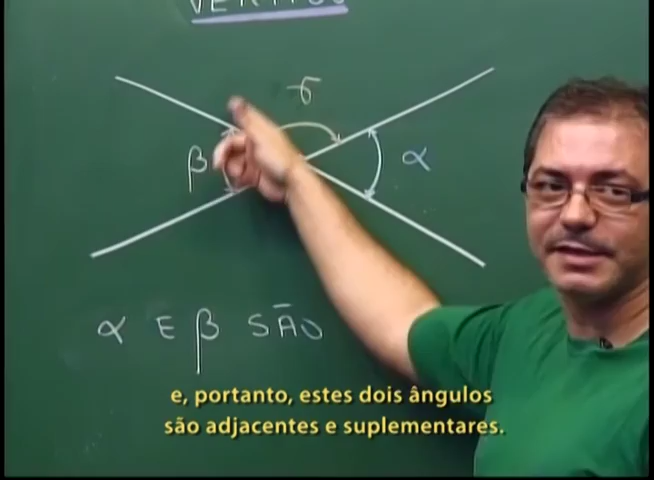 γ
β
α
α E β SÃO
e, portanto, estes dois ângulos
são adjacentes e suplementares.